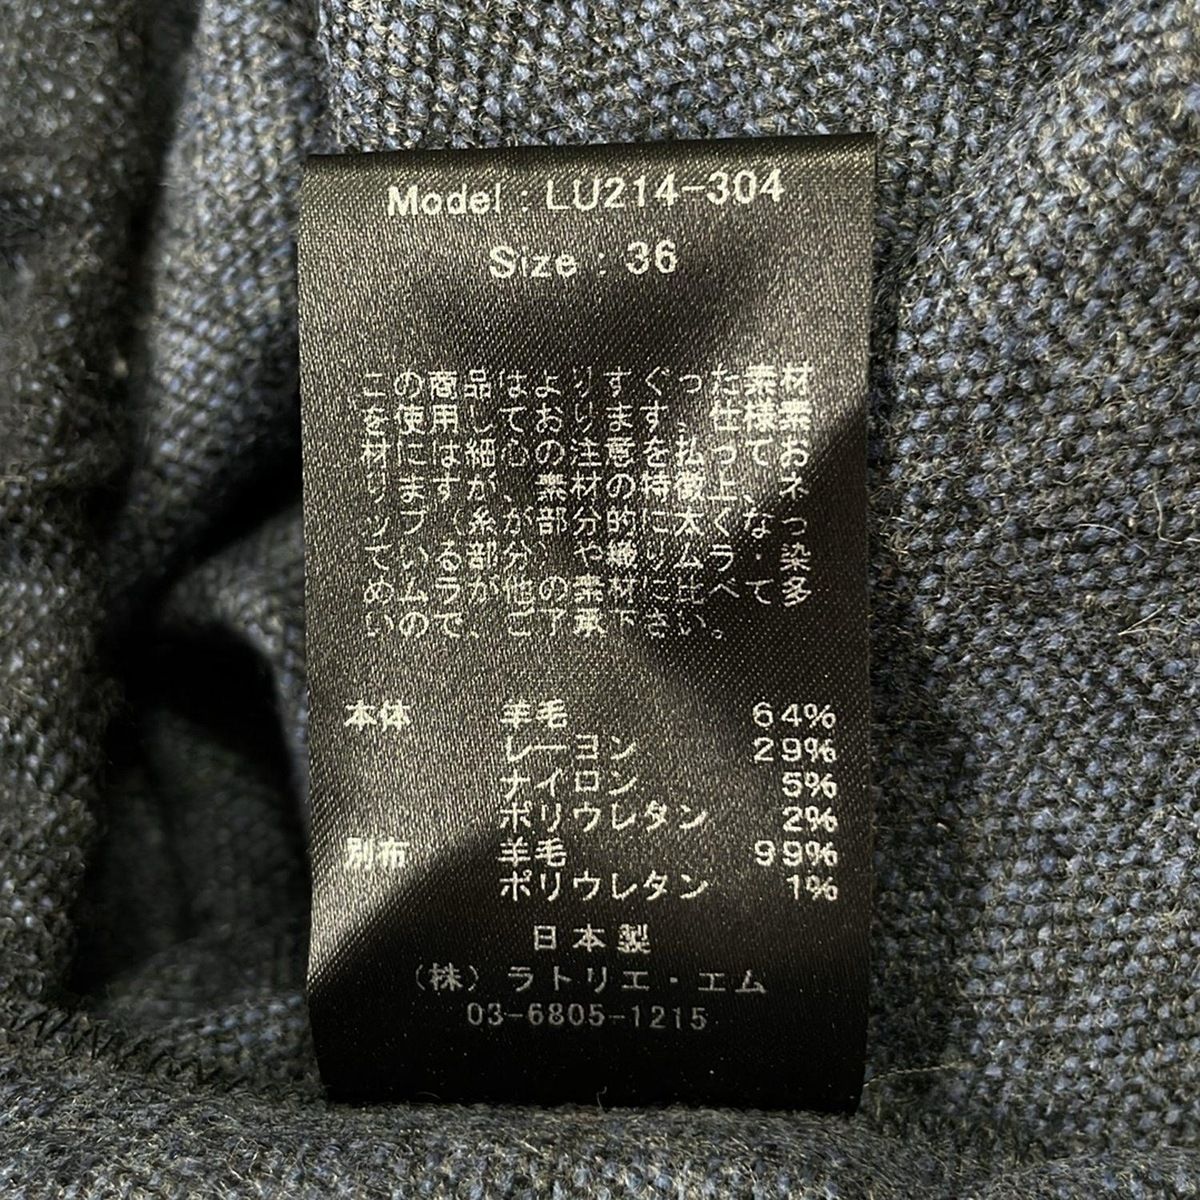 Model : LU214-304
Size : 36
この商品はよりすぐった素材
を使用しております。仕様素
材には細心の注意を払ってお
りますが、素材の特質上、ネ
ップ（糸が部分的に太くなっ
ている部分）や織りムラ・染
めムラが他の素材に比べて多
いので、ご了承下さい。
本体 羊毛 64%
レーヨン 29%
ナイロン 5%
ポリウレタン 2%
別布 羊毛 99%
ポリウレタン 1%
日本製
（株）ラトリエ・エム
03-6805-1215